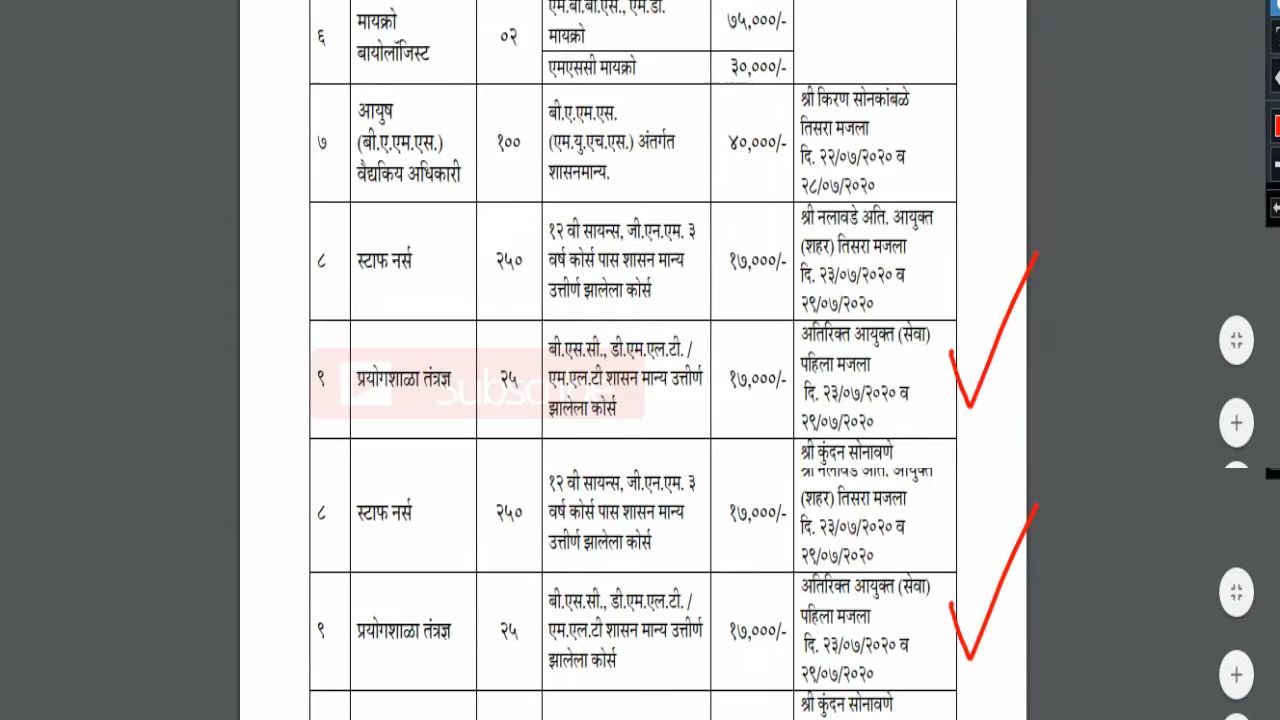 एम.बी.बी.एस., एम.डी.
६ मायक्रो ०२ मायक्रो ७५,०००/-
बायोलॉजिस्ट
एमएससी मायक्रो ३०,०००/-
श्री किरण सोनकांबळे
आयुष बी.ए.एम.एस. तिसरा मजला
७ (बी.ए.एम.एस.) १०० (एम.यु.एच.एस.) अंतर्गत ४०,०००/- दि. २२/०७/२०२० व
वैद्यकिय अधिकारी शासनमान्य. २८/०७/२०२०
श्री नलावडे अति. आयुक्त
१२ वी सायन्स, जी.एन.एम. ३ (शहर) तिसरा मजला
८ स्टाफ नर्स २५० वर्ष कोर्स पास शासन मान्य १७,०००/- दि. २३/०७/२०२० व
उत्तीर्ण झालेला कोर्स २९/०७/२०२०
अतिरिक्त आयुक्त (सेवा)
बी.एस.सी., डी.एम.एल.टी. / पहिला मजला
९ प्रयोगशाळा तंत्रज्ञ २५ एम.एल.टी शासन मान्य उत्तीर्ण १७,०००/- दि. २३/०७/२०२० व
झालेला कोर्स २९/०७/२०२०
Subscribe
श्री कुंदन सोनावणे
श्री नलावडे अति. आयुक्त
१२ वी सायन्स, जी.एन.एम. ३ (शहर) तिसरा मजला
८ स्टाफ नर्स २५० वर्ष कोर्स पास शासन मान्य १७,०००/- दि. २३/०७/२०२० व
उत्तीर्ण झालेला कोर्स २९/०७/२०२०
अतिरिक्त आयुक्त (सेवा)
बी.एस.सी., डी.एम.एल.टी. / पहिला मजला
९ प्रयोगशाळा तंत्रज्ञ २५ एम.एल.टी शासन मान्य उत्तीर्ण १७,०००/- दि. २३/०७/२०२० व
झालेला कोर्स २९/०७/२०२०
श्री कुंदन सोनावणे